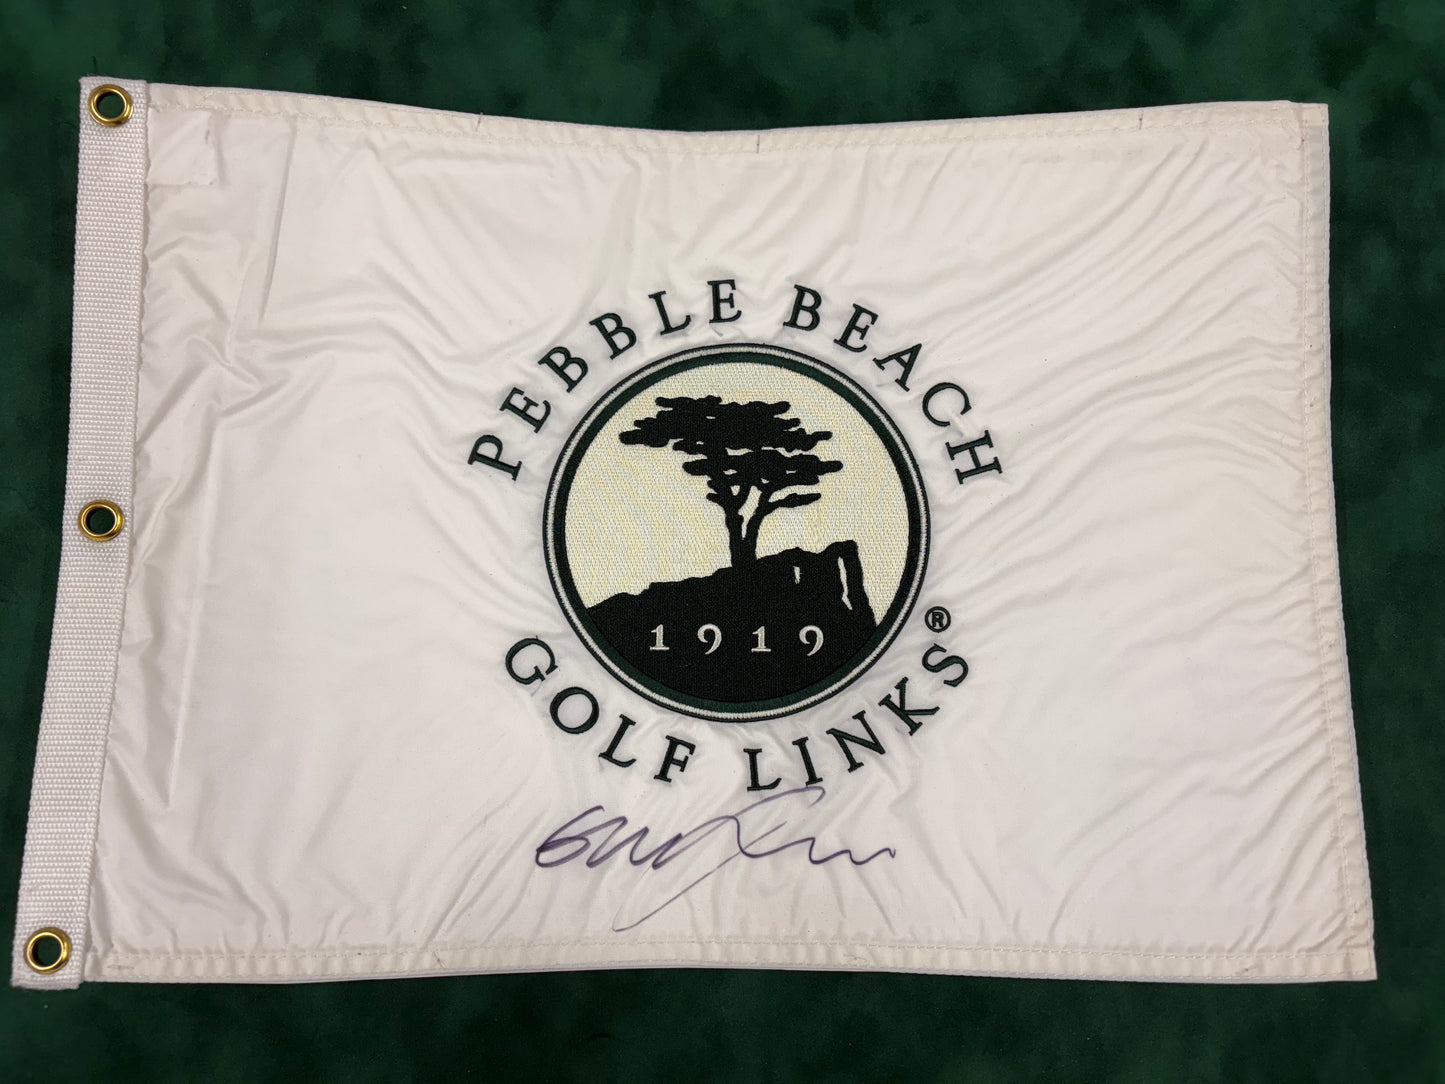 PEBBLE BEACH
1919
GOLF LINKS®